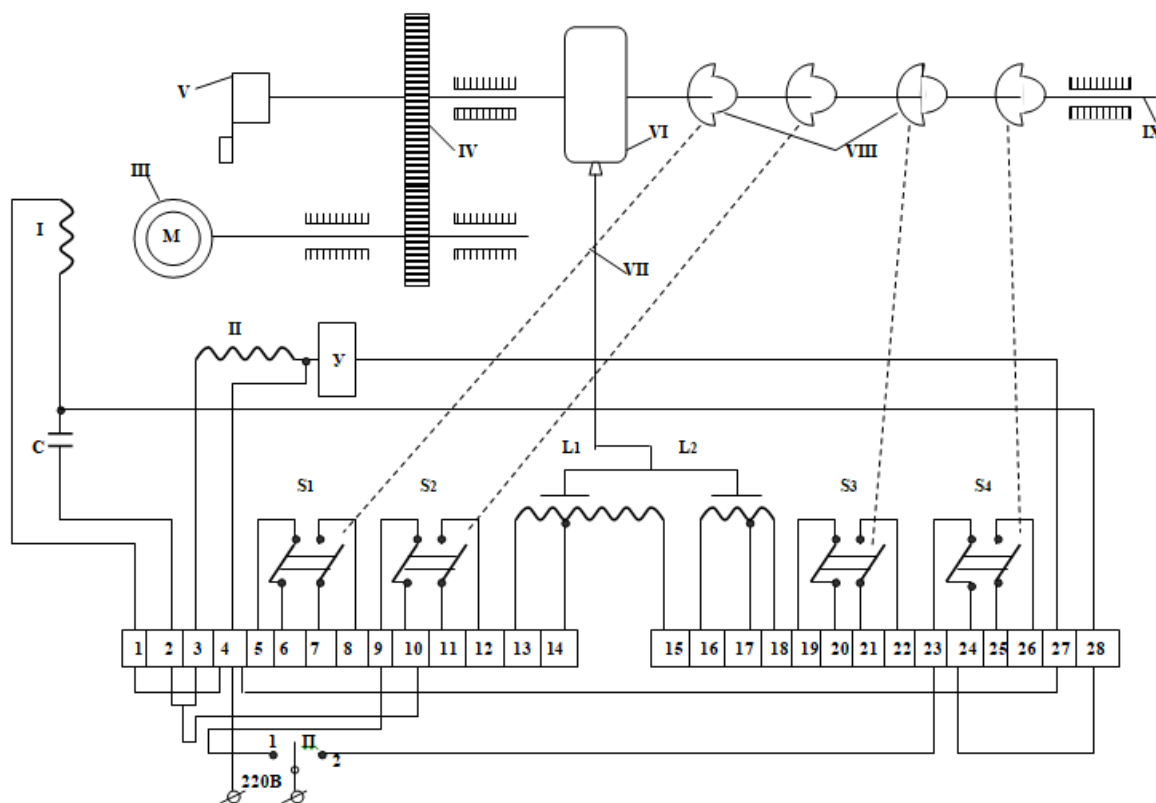 V
IV
VI
VIII
IX
III
I
М
VII
II
У
С
L1 L2
S1 S2 S3 S4
1 2 3 4 5 6 7 8 9 10 11 12 13 14 15 16 17 18 19 20 21 22 23 24 25 26 27 28
1 П 2
220В